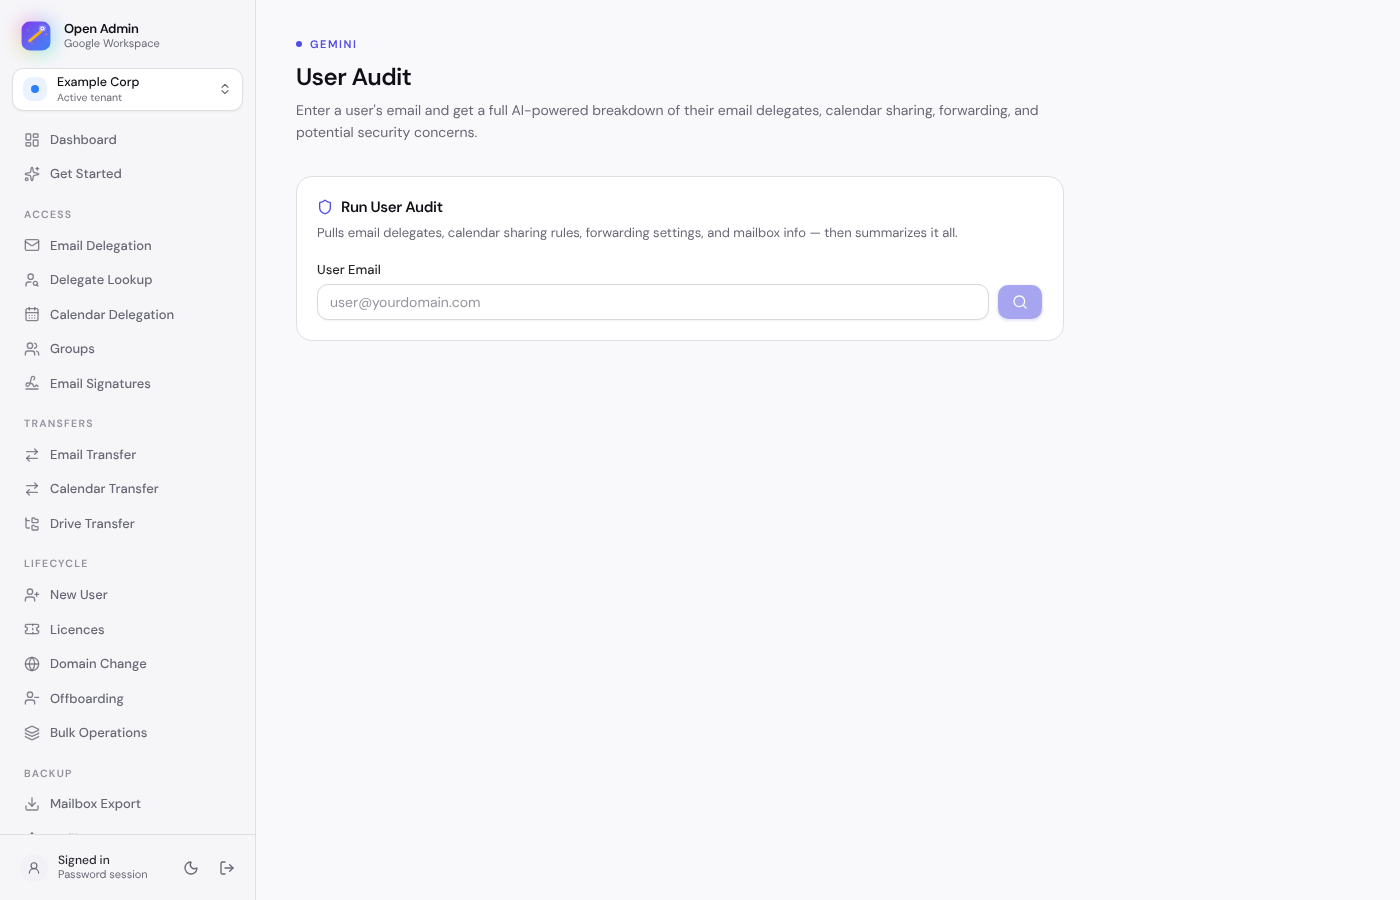 Open Admin
Google Workspace
Example Corp
Active tenant
Dashboard
Get Started
ACCESS
Email Delegation
Delegate Lookup
Calendar Delegation
Groups
Email Signatures
TRANSFERS
Email Transfer
Calendar Transfer
Drive Transfer
LIFECYCLE
New User
Licences
Domain Change
Offboarding
Bulk Operations
BACKUP
Mailbox Export
Signed in
Password session
GEMINI
User Audit
Enter a user's email and get a full AI-powered breakdown of their email delegates, calendar sharing, forwarding, and
potential security concerns.
Run User Audit
Pulls email delegates, calendar sharing rules, forwarding settings, and mailbox info — then summarizes it all.
User Email
user@yourdomain.com